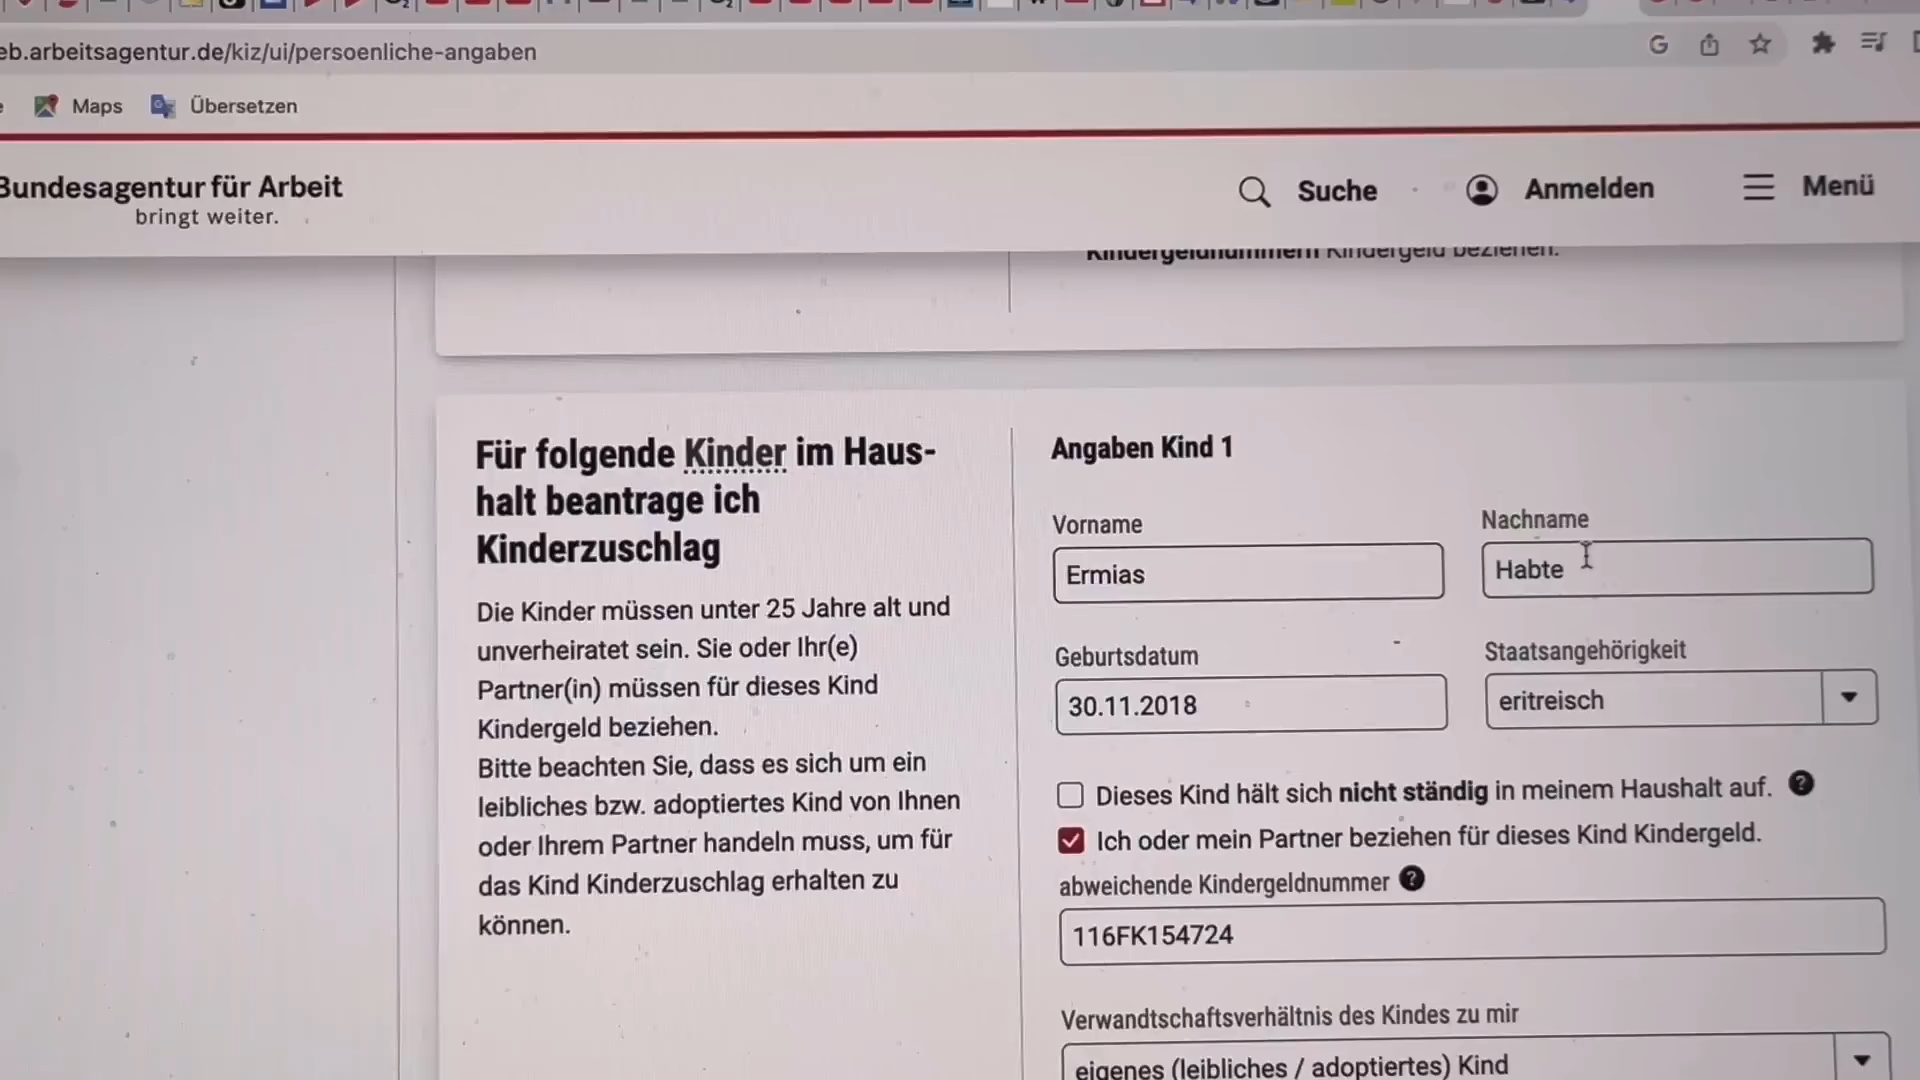 eb.arbeitsagentur.de/kiz/ui/persoenliche-angaben
Maps Übersetzen
Bundesagentur für Arbeit
bringt weiter.
Suche Anmelden Menü
Kindergeldnummern Kindergeld beziehen.
Für folgende Kinder im Haus-
halt beantrage ich
Kinderzuschlag
Die Kinder müssen unter 25 Jahre alt und
unverheiratet sein. Sie oder Ihr(e)
Partner(in) müssen für dieses Kind
Kindergeld beziehen.
Bitte beachten Sie, dass es sich um ein
leibliches bzw. adoptiertes Kind von Ihnen
oder Ihrem Partner handeln muss, um für
das Kind Kinderzuschlag erhalten zu
können.
Angaben Kind 1
Vorname Nachname
Ermias Habte
Geburtsdatum Staatsangehörigkeit
30.11.2018 eritreisch
Dieses Kind hält sich nicht ständig in meinem Haushalt auf. ?
Ich oder mein Partner beziehen für dieses Kind Kindergeld.
abweichende Kindergeldnummer ?
116FK154724
Verwandtschaftsverhältnis des Kindes zu mir
eigenes (leibliches / adoptiertes) Kind